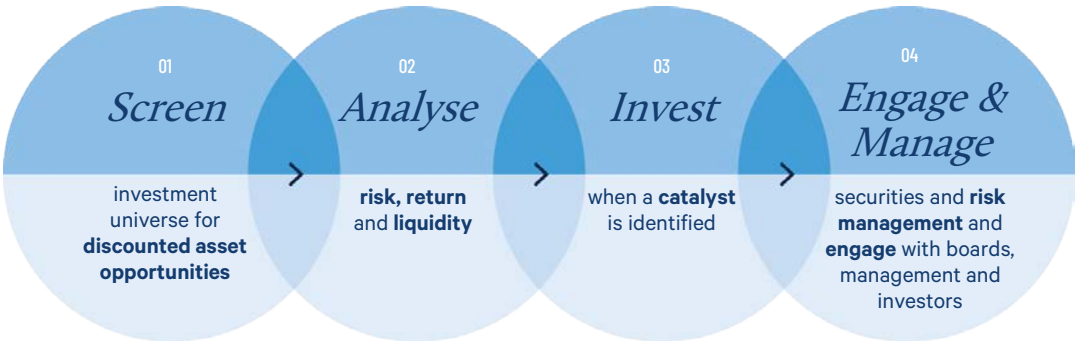 01
Screen
investment
universe for
discounted asset
opportunities
02
Analyse
risk, return
and liquidity
03
Invest
when a catalyst
is identified
04
Engage &
Manage
securities and risk
management and
engage with boards,
management and
investors